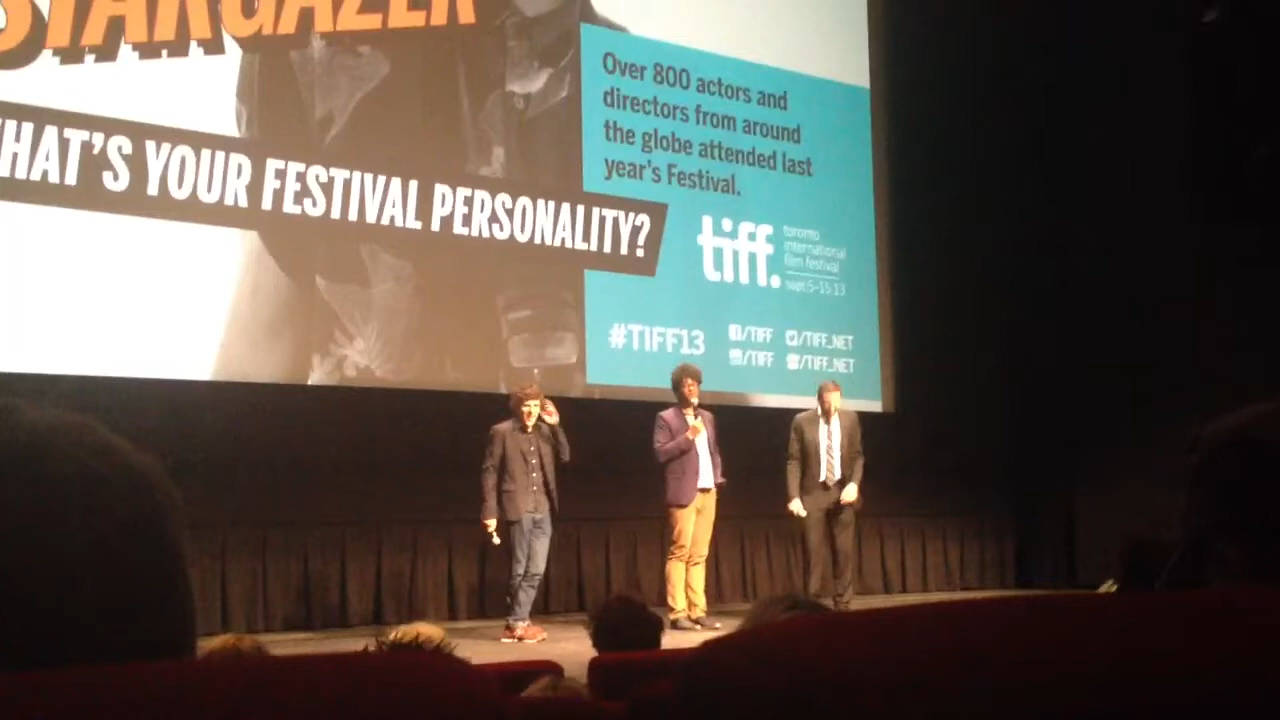 STARGAZER
HAT'S YOUR FESTIVAL PERSONALITY?
Over 800 actors and
directors from around
the globe attended last
year's Festival.
tiff.
toronto
international
film festival
sept.5-15.13
#TIFF13
/TIFF /TIFF_NET
/TIFF /TIFF_NET